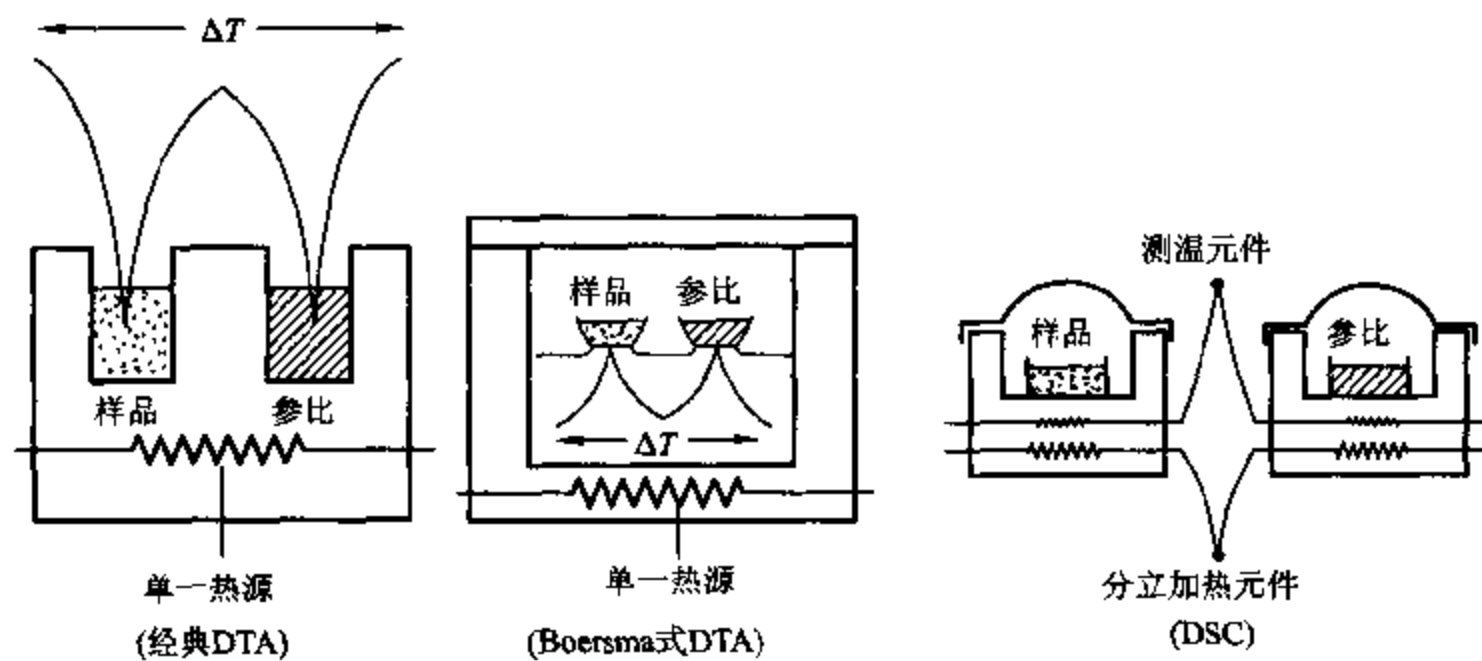 ΔT
样品
参比
单一热源
(经典DTA)
样品
参比
ΔT
单一热源
(Boersma式DTA)
测温元件
样品
参比
分立加热元件
(DSC)